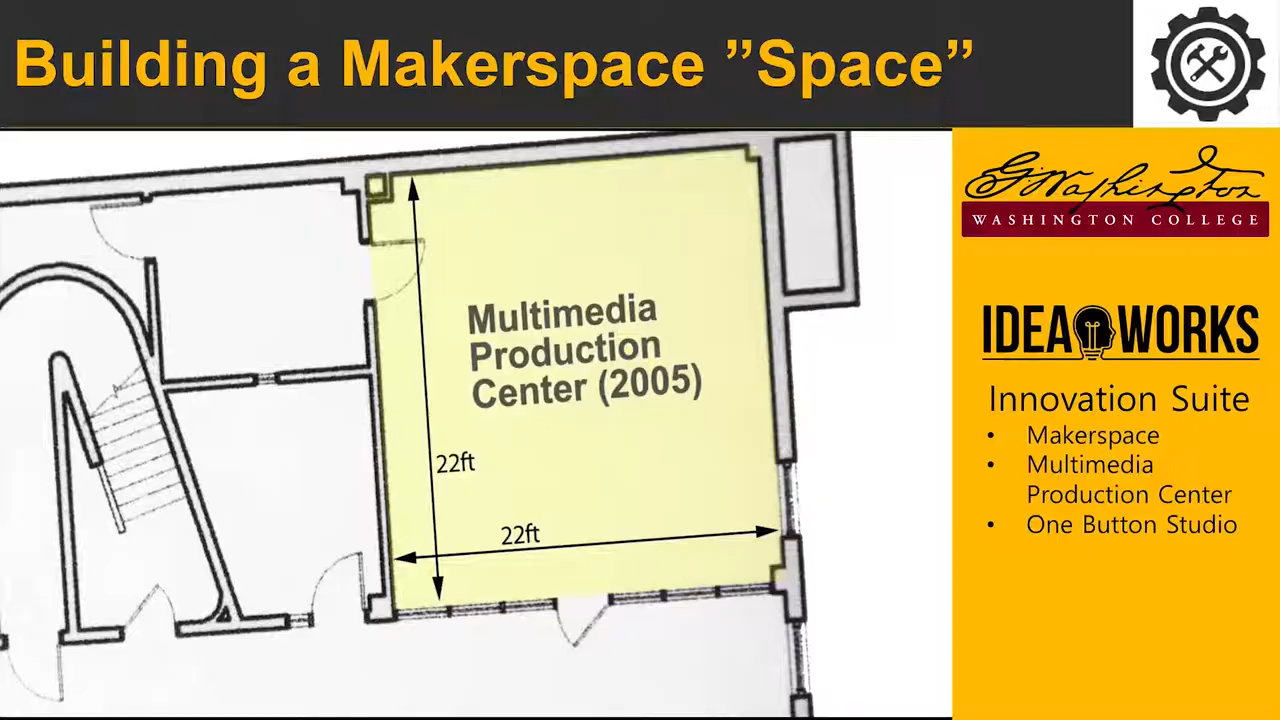 Building a Makerspace ”Space”
Multimedia
Production
Center (2005)
22ft
22ft
G. Washington
WASHINGTON COLLEGE
IDEA WORKS
Innovation Suite
• Makerspace
• Multimedia
Production Center
• One Button Studio